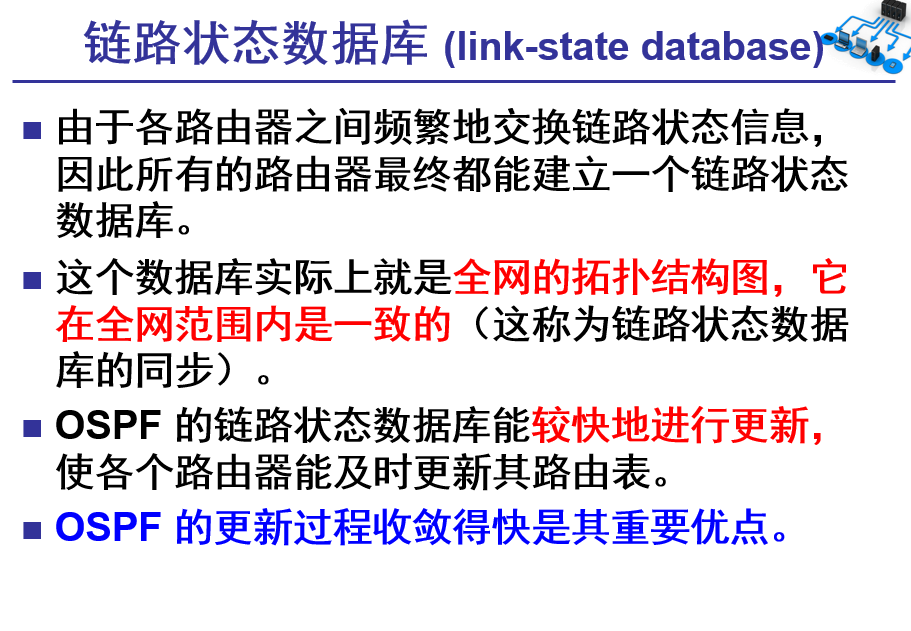 链路状态数据库 (link-state database)
由于各路由器之间频繁地交换链路状态信息，
因此所有的路由器最终都能建立一个链路状态
数据库。
这个数据库实际上就是全网的拓扑结构图，它
在全网范围内是一致的（这称为链路状态数据
库的同步）。
OSPF 的链路状态数据库能较快地进行更新，
使各个路由器能及时更新其路由表。
OSPF 的更新过程收敛得快是其重要优点。